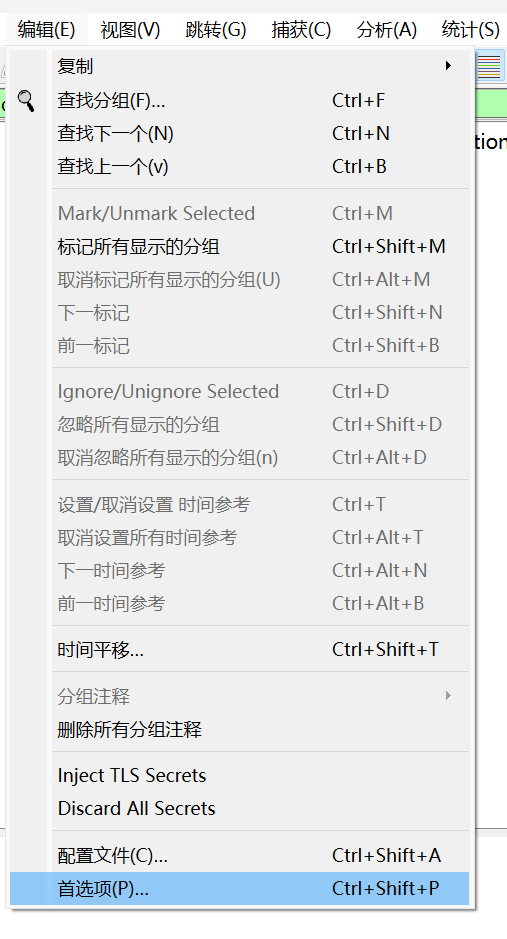 编辑(E) 视图(V) 跳转(G) 捕获(C) 分析(A) 统计(S)
复制
查找分组(F)... Ctrl+F
查找下一个(N) Ctrl+N
tion
查找上一个(v) Ctrl+B
Mark/Unmark Selected Ctrl+M
标记所有显示的分组 Ctrl+Shift+M
取消标记所有显示的分组(U) Ctrl+Alt+M
下一标记 Ctrl+Shift+N
前一标记 Ctrl+Shift+B
Ignore/Unignore Selected Ctrl+D
忽略所有显示的分组 Ctrl+Shift+D
取消忽略所有显示的分组(n) Ctrl+Alt+D
设置/取消设置 时间参考 Ctrl+T
取消设置所有时间参考 Ctrl+Alt+T
下一时间参考 Ctrl+Alt+N
前一时间参考 Ctrl+Alt+B
时间平移... Ctrl+Shift+T
分组注释
删除所有分组注释
Inject TLS Secrets
Discard All Secrets
配置文件(C)... Ctrl+Shift+A
首选项(P)... Ctrl+Shift+P